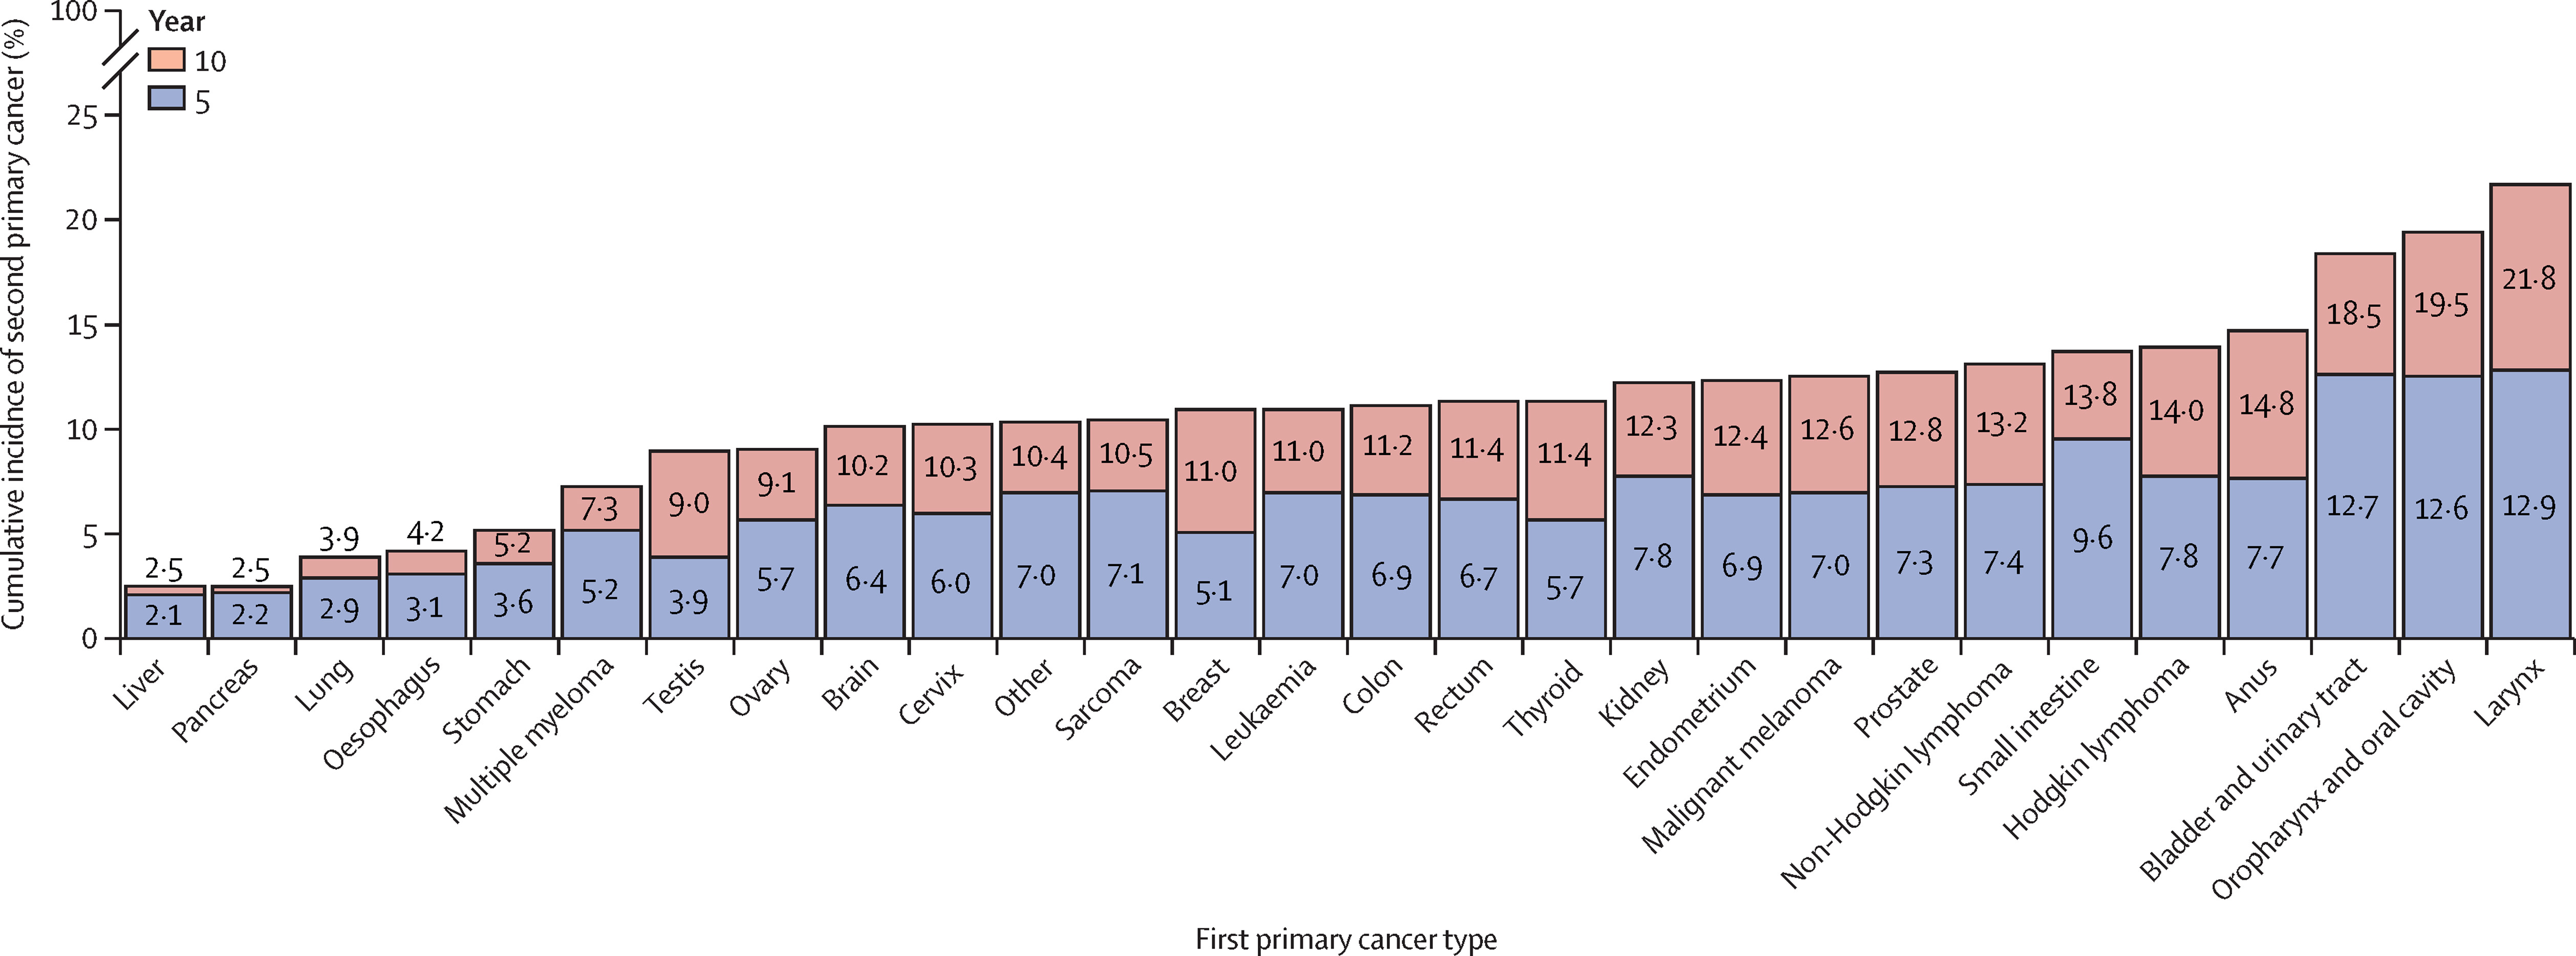 Cumulative incidnce of second primary cancer (%)
100
25
20
15
10
5
0
Year
10
5
2·5
2·1
2·5
2·2
3·9
2·9
4·2
3·1
5·2
3·6
7·3
5·2
9·0
3·9
9·1
5·7
10·2
6·4
10·3
6·0
10·4
7·0
10·5
7·1
11·0
5·1
11·0
7·0
11·2
6·9
11·4
6·7
11·4
5·7
12·3
7·8
12·4
6·9
12·6
7·0
12·8
7·3
13·2
7·4
13·8
9·6
14·0
7·8
14·8
7·7
18·5
12·7
19·5
12·6
21·8
12·9
Liver
Pancreas
Lung
Oesophagus
Stomach
Multiple myeloma
Testis
Ovary
Brain
Cervix
Other
Sarcoma
Breast
Leukaemia
Colon
Rectum
Thyroid
Kidney
Endometrium
Malignant melanoma
Prostate
Non-Hodgkin lymphoma
Small intestine
Hodgkin lymphoma
Anus
Bladder and urinary tract
Oropharynx and oral cavity
Larynx
First primary cancer type